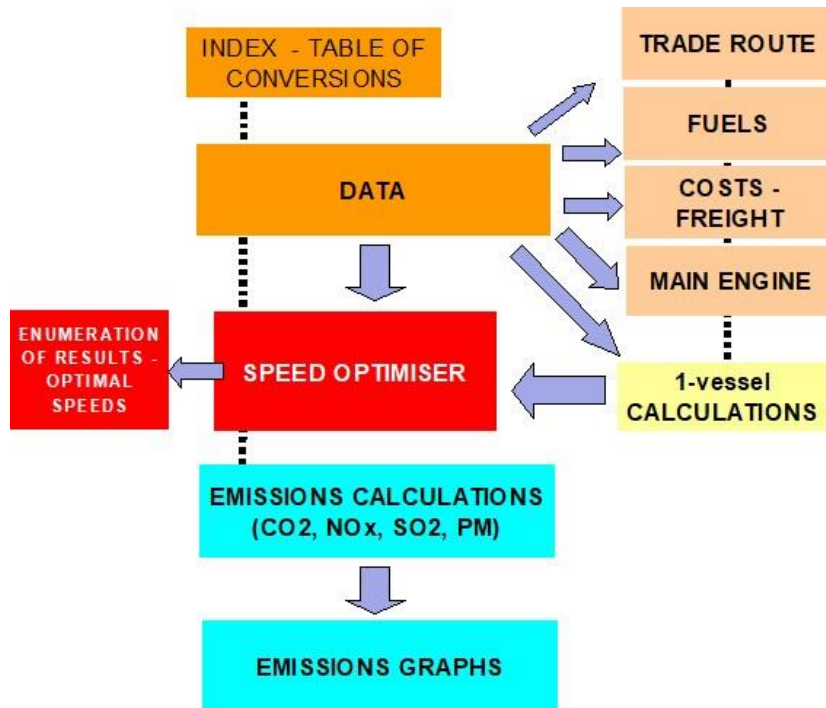 INDEX - TABLE OF
CONVERSIONS
TRADE ROUTE
FUELS
DATA
COSTS -
FREIGHT
MAIN ENGINE
ENUMERATION
OF RESULTS -
OPTIMAL
SPEEDS
SPEED OPTIMISER
1-vessel
CALCULATIONS
EMISSIONS CALCULATIONS
(CO2, NOx, SO2, PM)
EMISSIONS GRAPHS